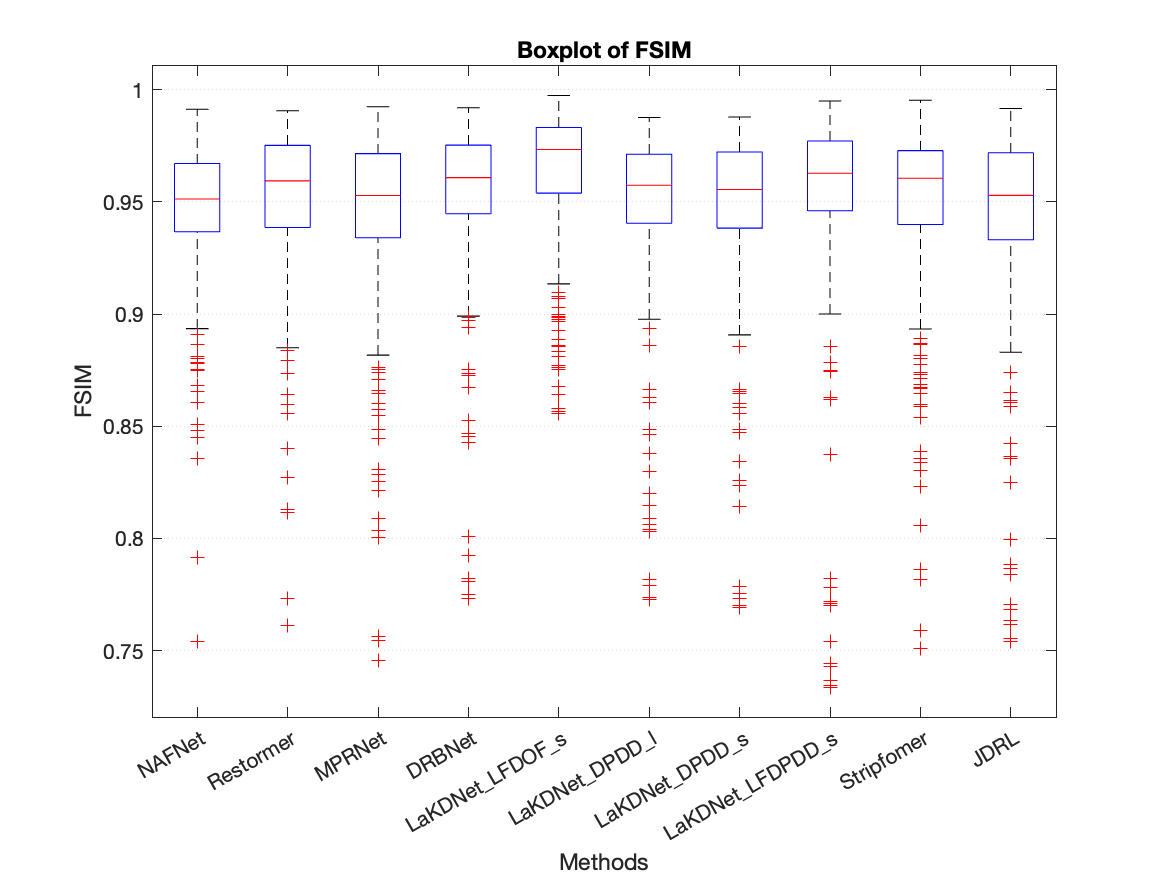 Boxplot of FSIM
1
0.95
0.9
0.85
0.8
0.75
FSIM
NAFNet
Restormer
MPRNet
DRBNet
LaKDNet_LFDOF_s
LaKDNet_DPDD_l
LaKDNet_DPDD_s
LaKDNet_LFDPDD_s
Stripfomer
JDRL
Methods